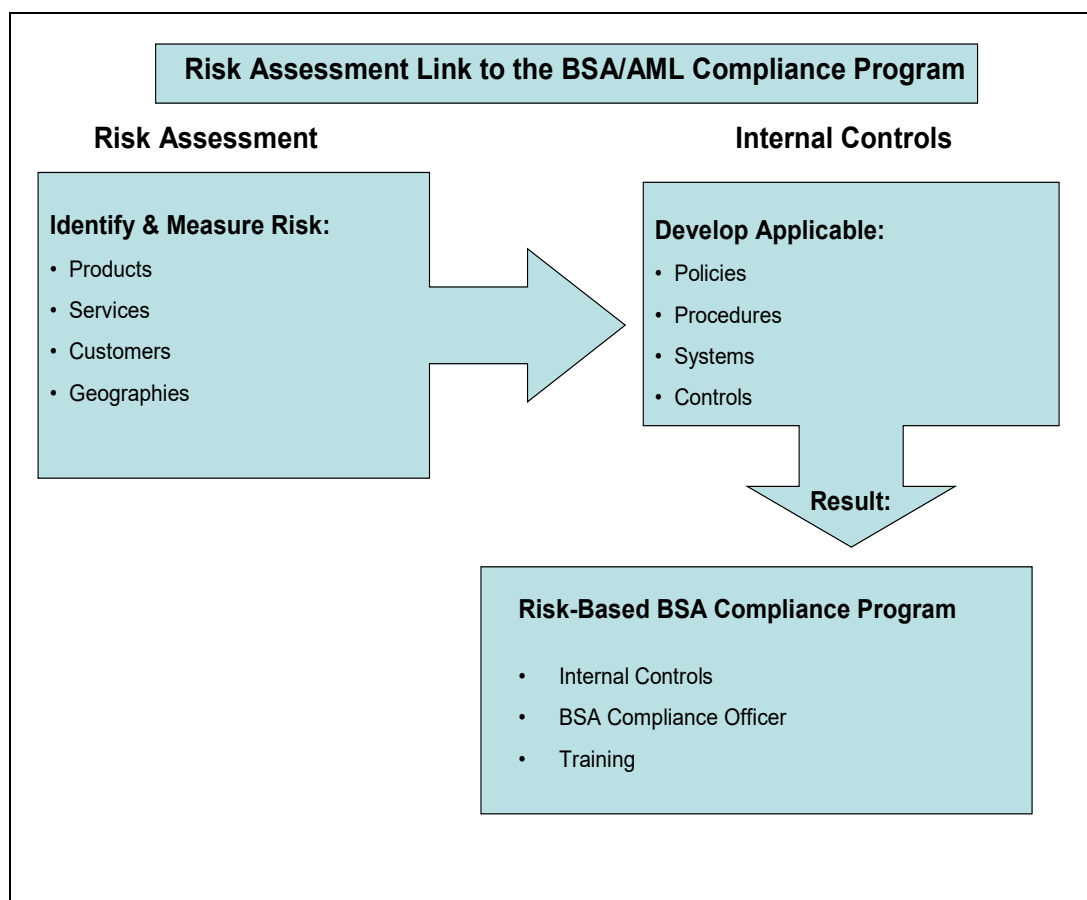 Risk Assessment Link to the BSA/AML Compliance Program
Risk Assessment
Identify & Measure Risk:
• Products
• Services
• Customers
• Geographies
Internal Controls
Develop Applicable:
• Policies
• Procedures
• Systems
• Controls
Result:
Risk-Based BSA Compliance Program
• Internal Controls
• BSA Compliance Officer
• Training